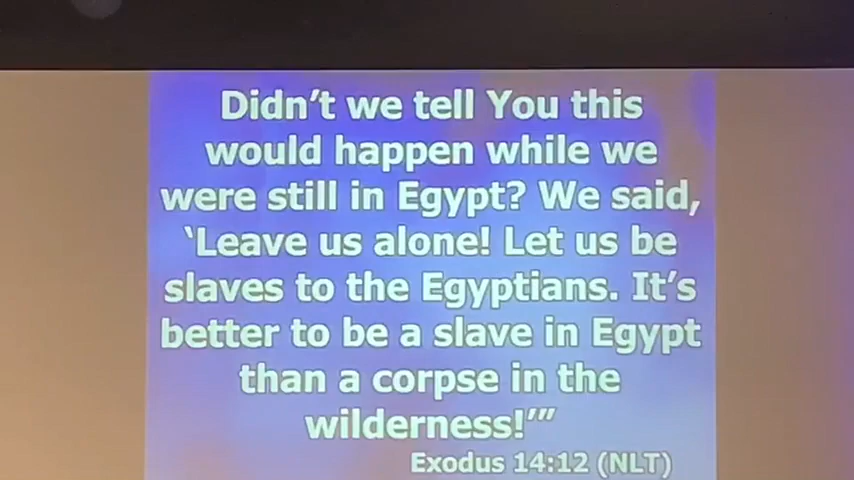 Didn't we tell You this
would happen while we
were still in Egypt? We said,
‘Leave us alone! Let us be
slaves to the Egyptians. It's
better to be a slave in Egypt
than a corpse in the
wilderness!’”
Exodus 14:12 (NLT)